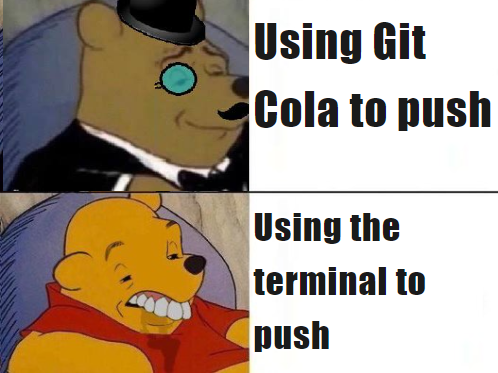 Using Git
Cola to push
Using the
terminal to
push